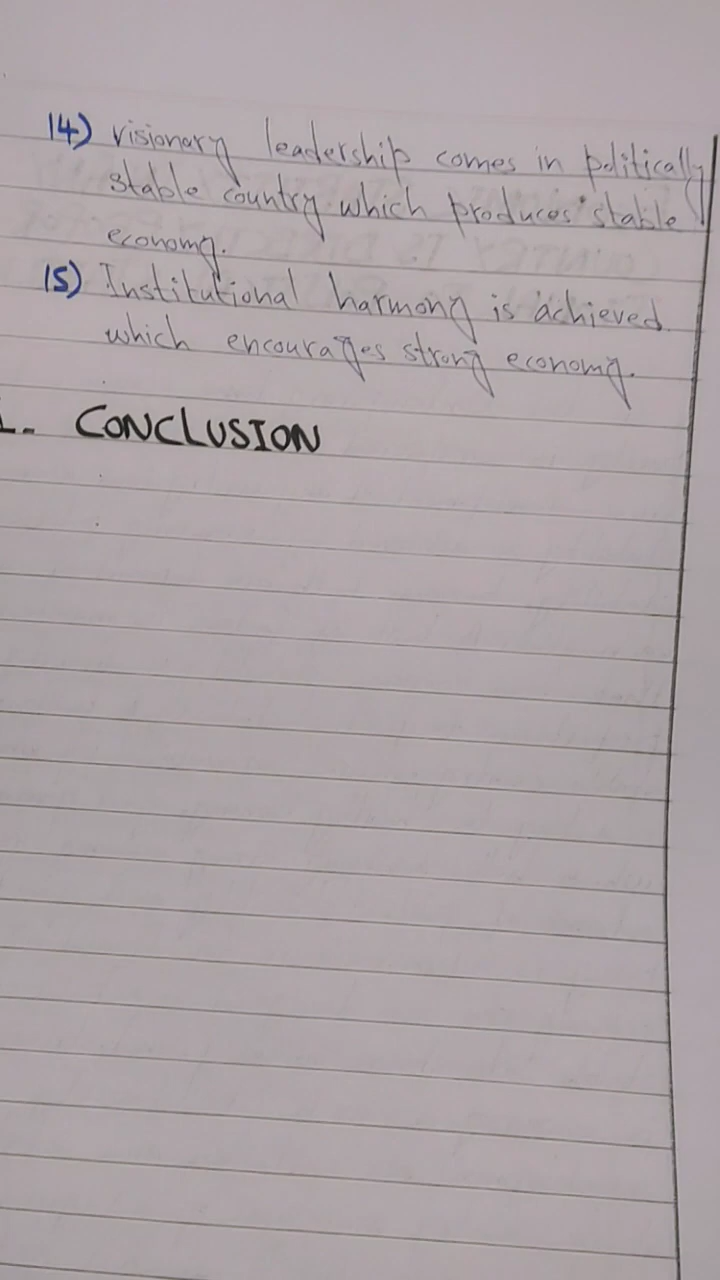 14) visionary leadership comes in politically
stable country which produces stable
economy.
15) Institutional harmony is achieved
which encourages strong economy.
CONCLUSION